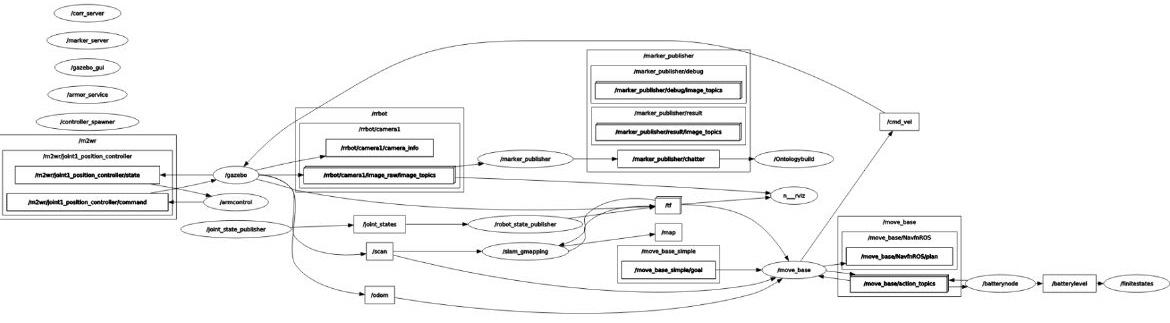 /corr_server
/marker_server
/gazebo_gui
/armor_service
/controller_spawner
/m2wr
/m2wr/joint1_position_controller
/m2wr/joint1_position_controller/state
/m2wr/joint1_position_controller/command
/gazebo
/armcontrol
/joint_state_publisher
/rrbot
/rrbot/camera1
/rrbot/camera1/camera_info
/rrbot/camera1/image_raw/image_topics
/joint_states
/scan
/odom
/marker_publisher
/robot_state_publisher
/slam_gmapping
/marker_publisher
/marker_publisher/debug
/marker_publisher/debug/image_topics
/marker_publisher/result
/marker_publisher/result/image_topics
/marker_publisher/chatter
/tf
/map
/move_base_simple
/move_base_simple/goal
/Ontologybuild
n__rviz
/move_base
/cmd_vel
/move_base
/move_base/NavfnROS
/move_base/NavfnROS/plan
/move_base/action_topics
/batterynode
/batterylevel
/finitestates